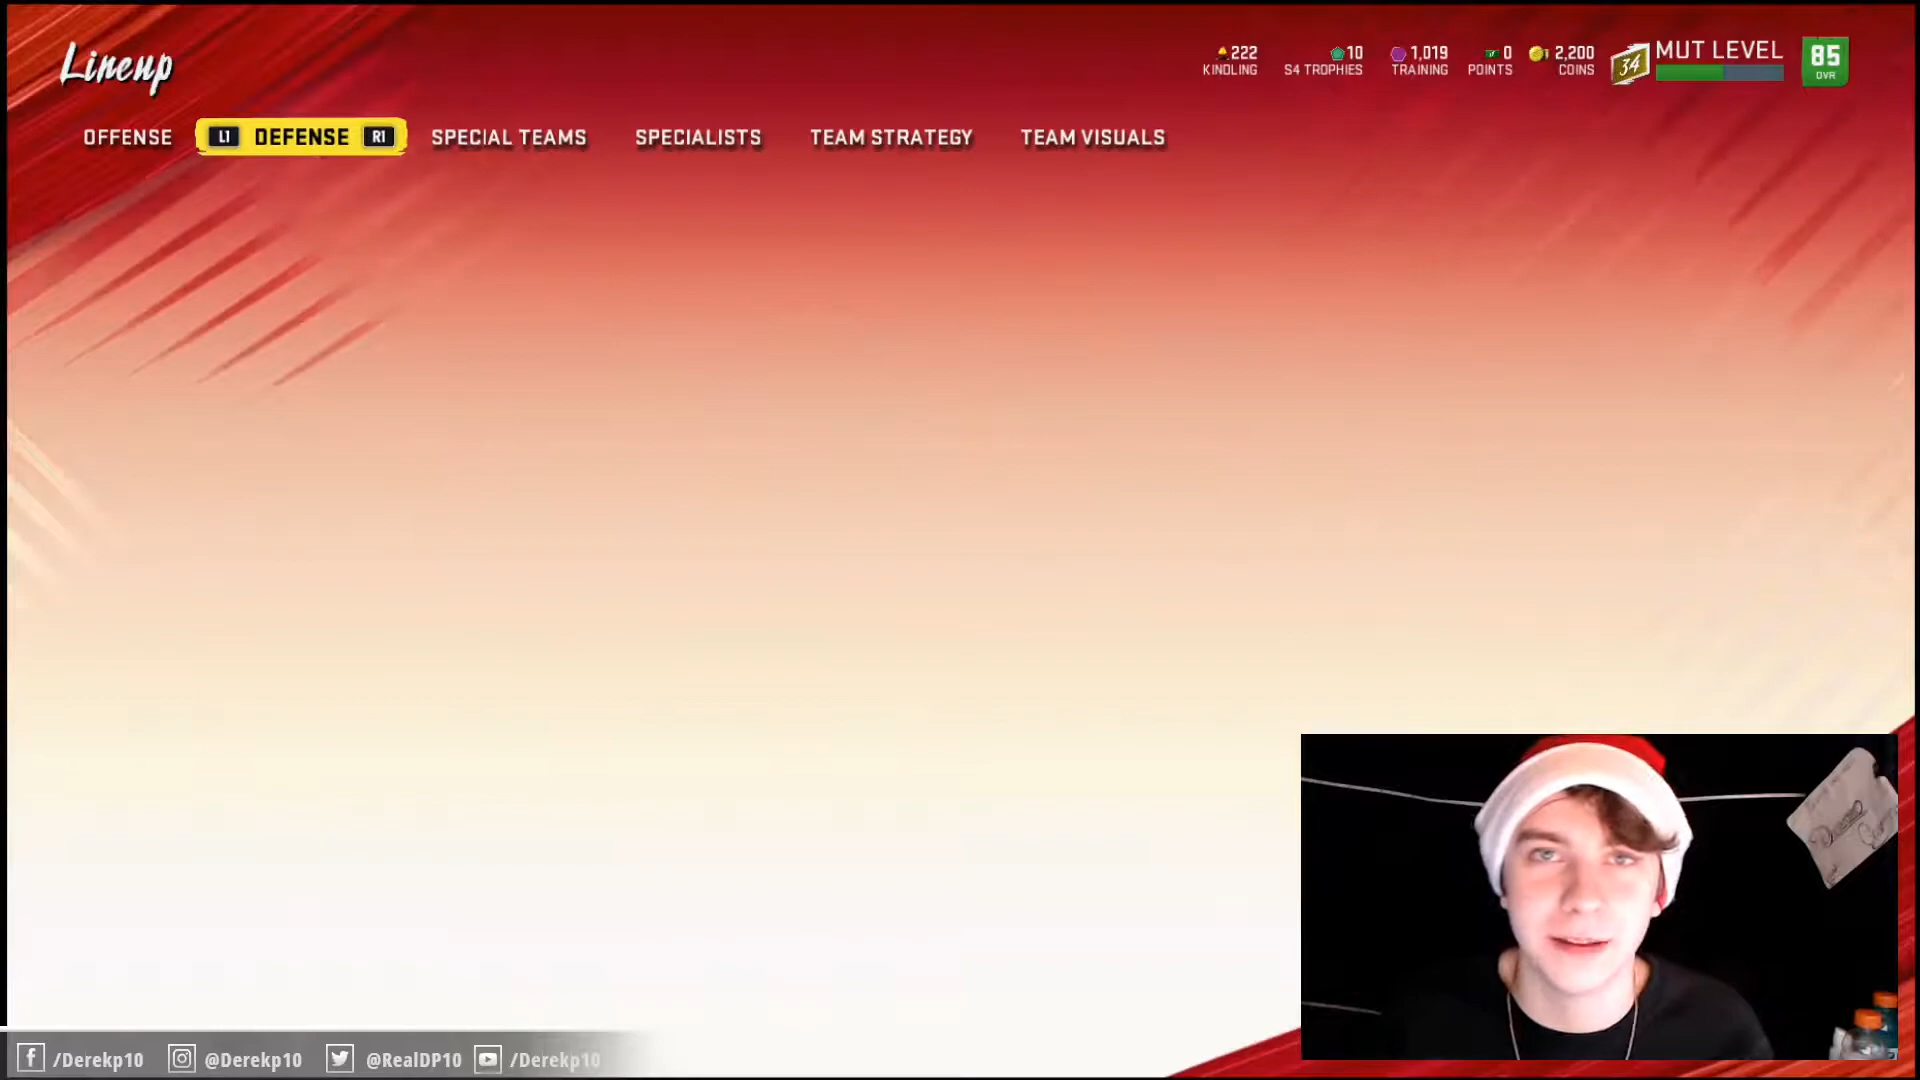 Lineup
222
KINDLING
10
S4 TROPHIES
1,019
TRAINING
0
POINTS
2,200
COINS
34
MUT LEVEL
85
OVR
OFFENSE
L1 DEFENSE R1
SPECIAL TEAMS
SPECIALISTS
TEAM STRATEGY
TEAM VISUALS
/Derekp10
@Derekp10
@RealDP10
/Derekp10